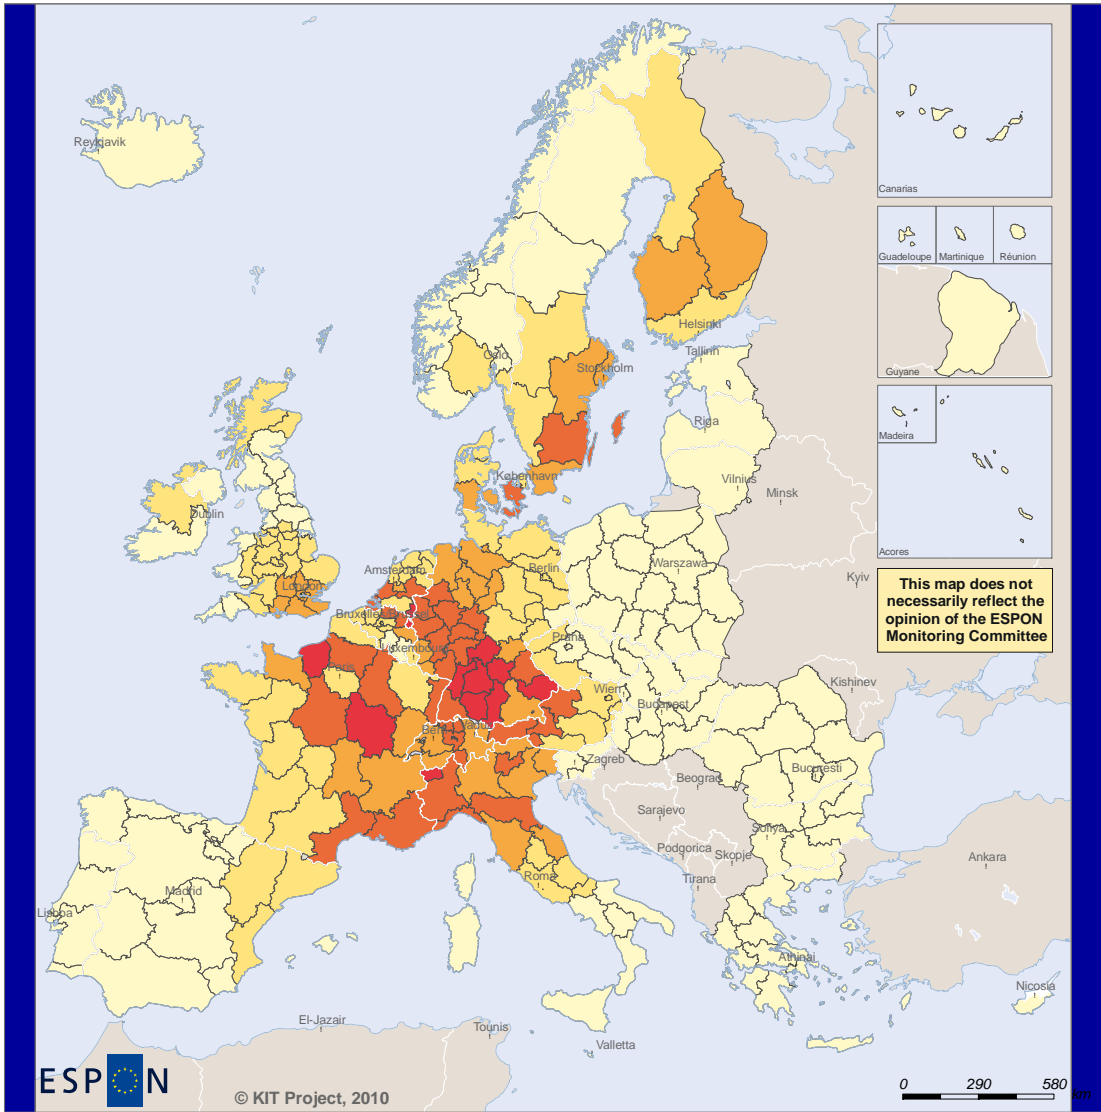 Reykjavik
Canarias
Guadeloupe
Martinique
Réunion
Guyane
Madeira
Acores
Oslo
Helsinki
Tallinn
Stockholm
Riga
København
Vilnius
Minsk
Dublin
Amsterdam
Berlin
Warszawa
London
Kyiv
This map does not
necessarily reflect the
opinion of the ESPON
Monitoring Committee
Bruxelles-Brussel
Luxembourg
Praha
Paris
Kishinev
Wien
Budapest
Bern
Vaduz
Zagreb
Beograd
Bucuresti
Sarajevo
Sofiya
Podgorica
Skopje
Ankara
Tirana
Roma
Madrid
Lisboa
Athinai
Nicosia
El-Jazair
Tounis
Valletta
ESPON
© KIT Project, 2010
0 290 580
km